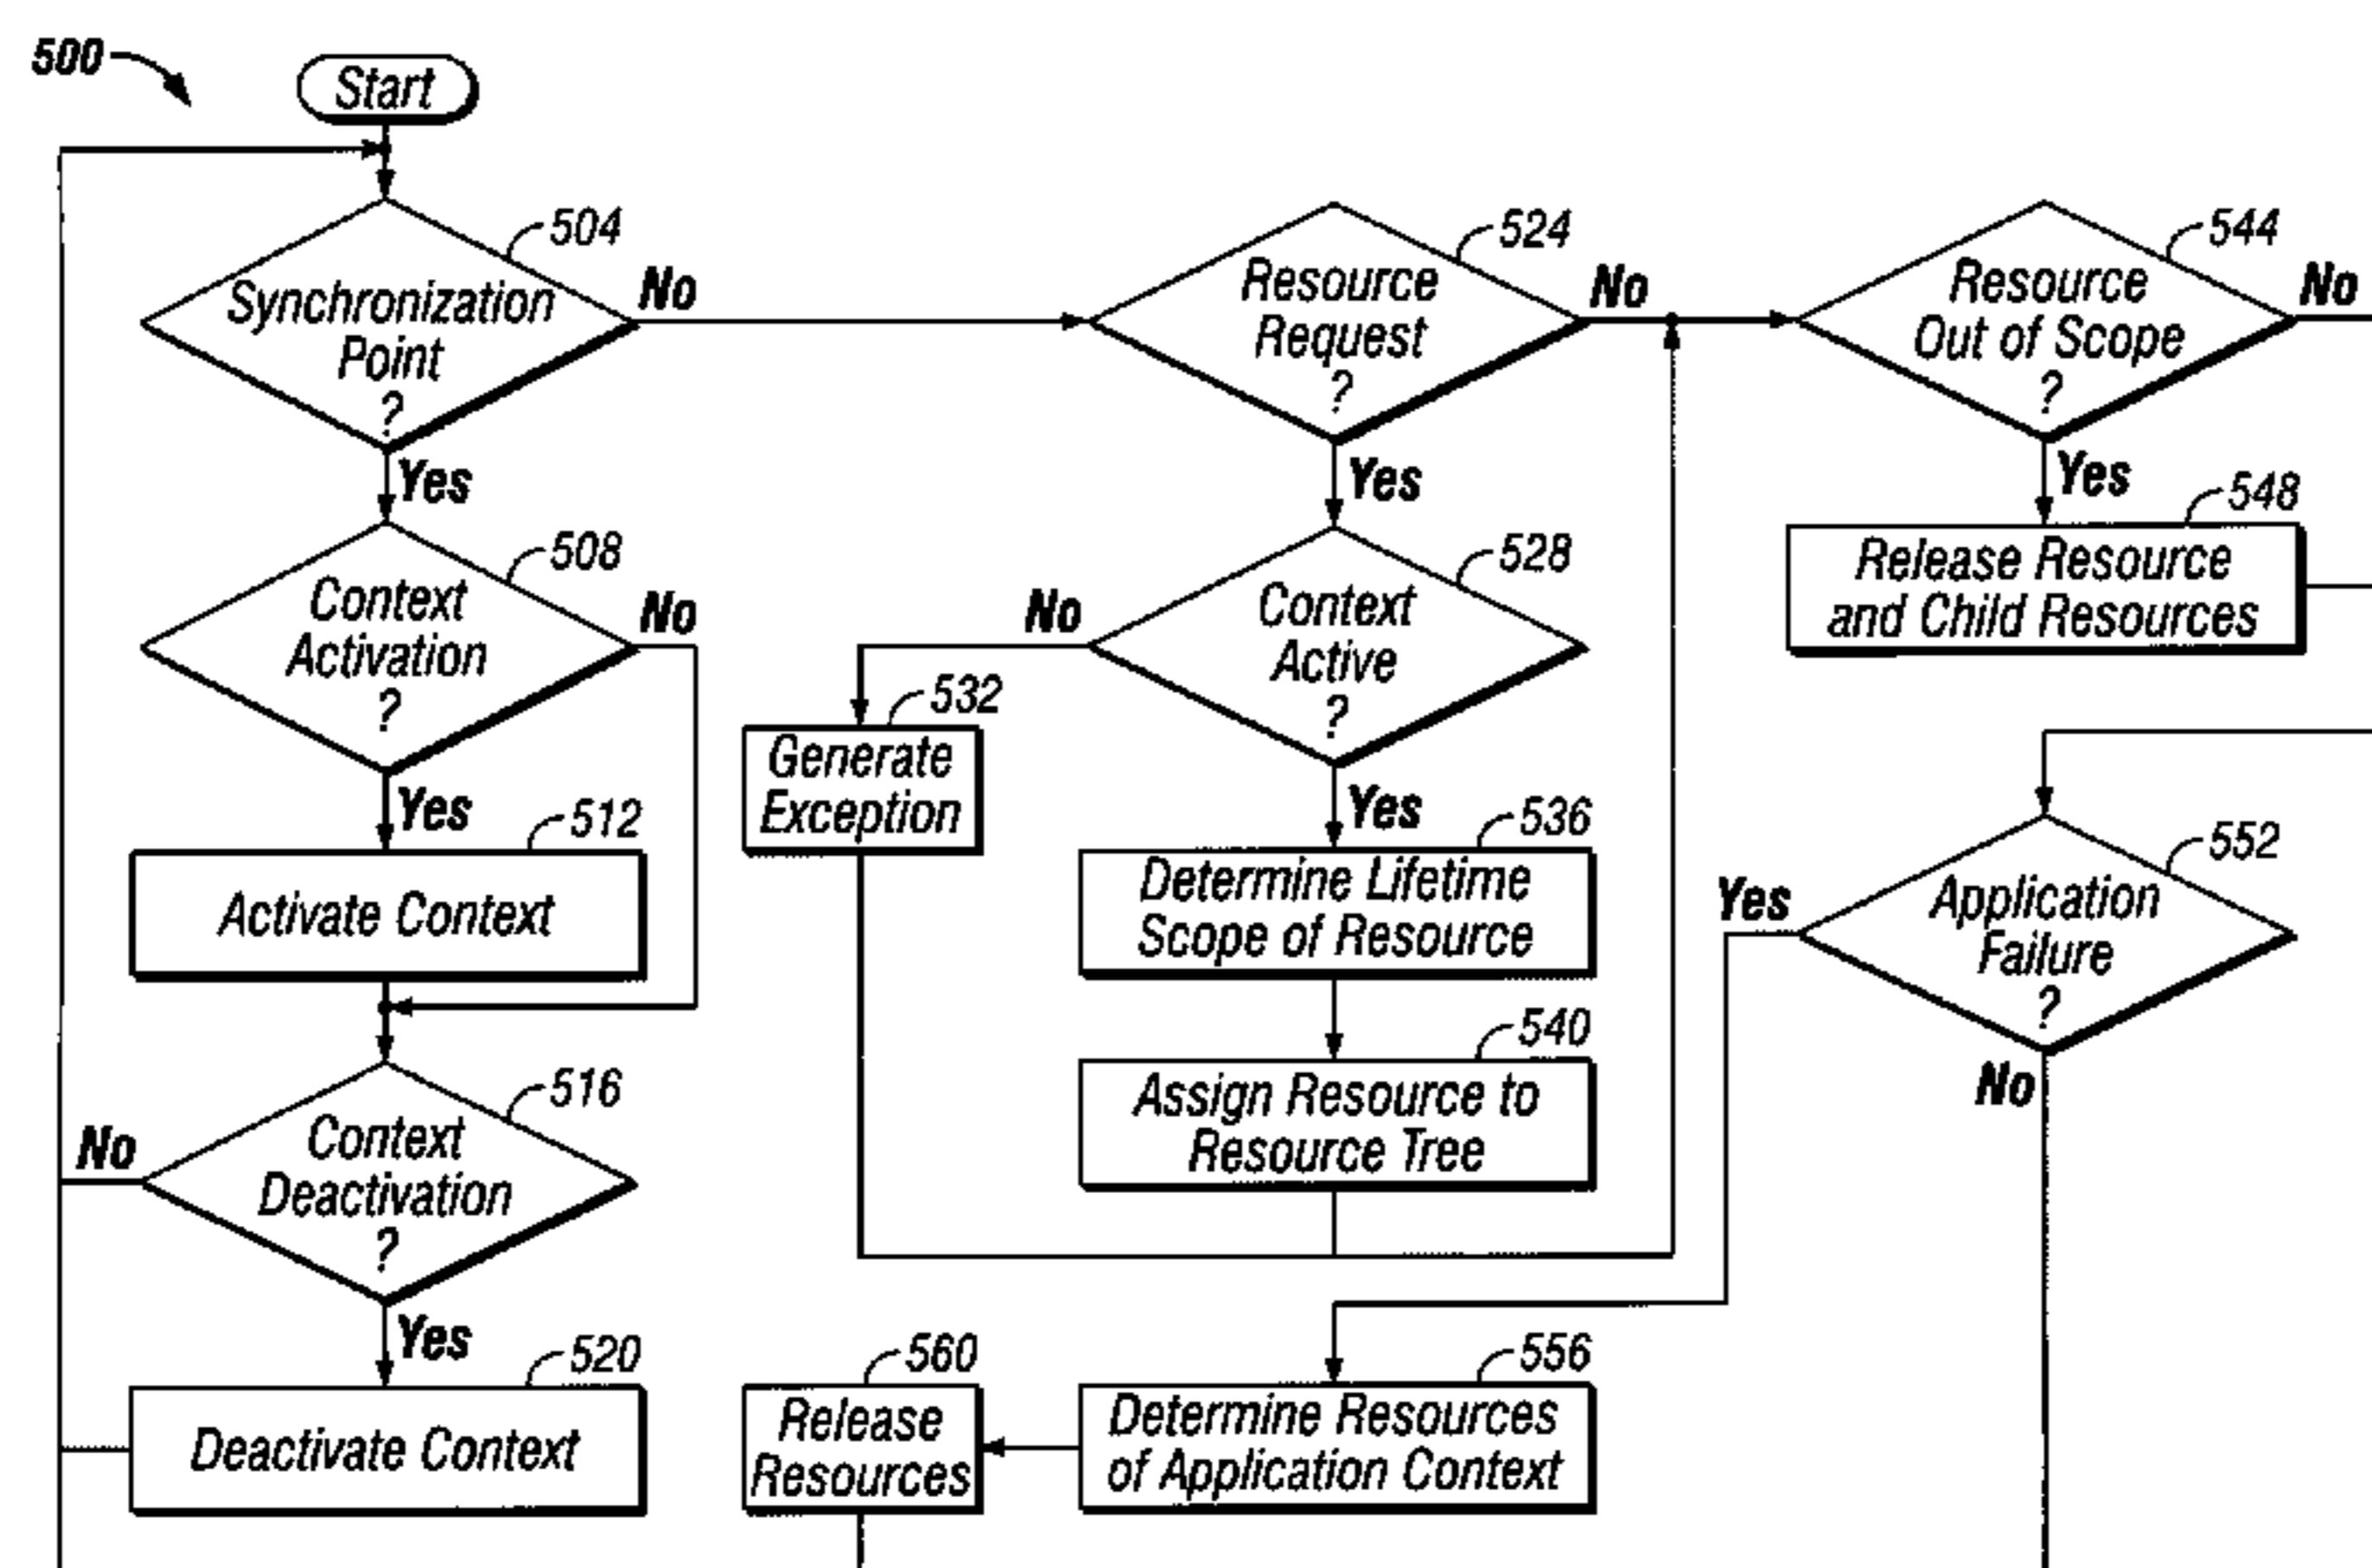 500
Start
504
Synchronization
Point
?
No
Yes
508
Context
Activation
?
No
Yes
512
Activate Context
516
Context
Deactivation
?
No
Yes
520
Deactivate Context
524
Resource
Request
?
No
Yes
528
Context
Active
?
No
Yes
532
Generate
Exception
536
Determine Lifetime
Scope of Resource
540
Assign Resource to
Resource Tree
544
Resource
Out of Scope
?
No
Yes
548
Release Resource
and Child Resources
552
Application
Failure
?
Yes
No
556
Determine Resources
of Application Context
560
Release
Resources